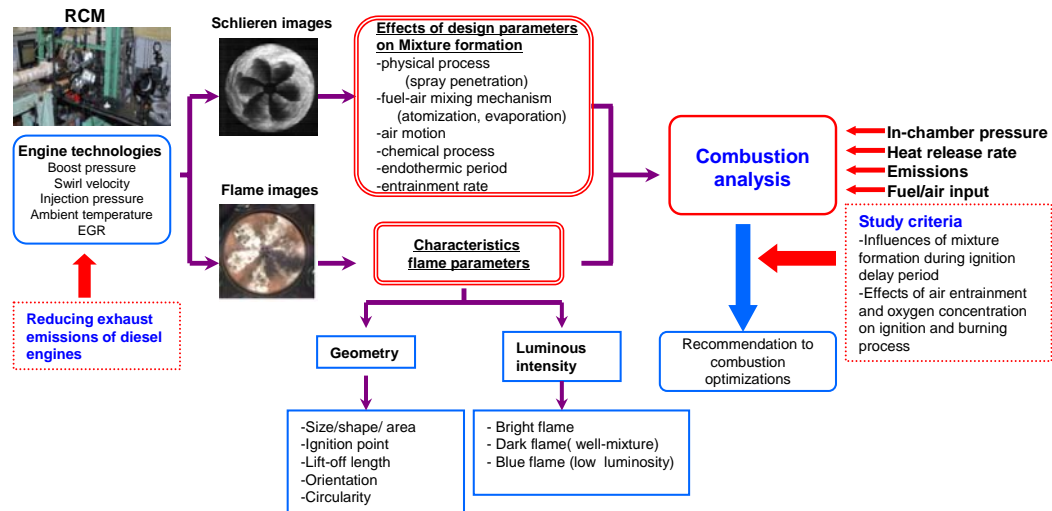 RCM
Engine technologies
Boost pressure
Swirl velocity
Injection pressure
Ambient temperature
EGR
Reducing exhaust
emissions of diesel
engines
Schlieren images
Flame images
Effects of design parameters
on Mixture formation
-physical process
(spray penetration)
-fuel-air mixing mechanism
(atomization, evaporation)
-air motion
-chemical process
-endothermic period
-entrainment rate
Characteristics
flame parameters
Geometry
Luminous
intensity
-Size/shape/ area
-Ignition point
-Lift-off length
-Orientation
-Circularity
- Bright flame
- Dark flame( well-mixture)
- Blue flame (low luminosity)
Combustion
analysis
In-chamber pressure
Heat release rate
Emissions
Fuel/air input
Study criteria
-Influences of mixture
formation during ignition
delay period
-Effects of air entrainment
and oxygen concentration
on ignition and burning
process
Recommendation to
combustion
optimizations